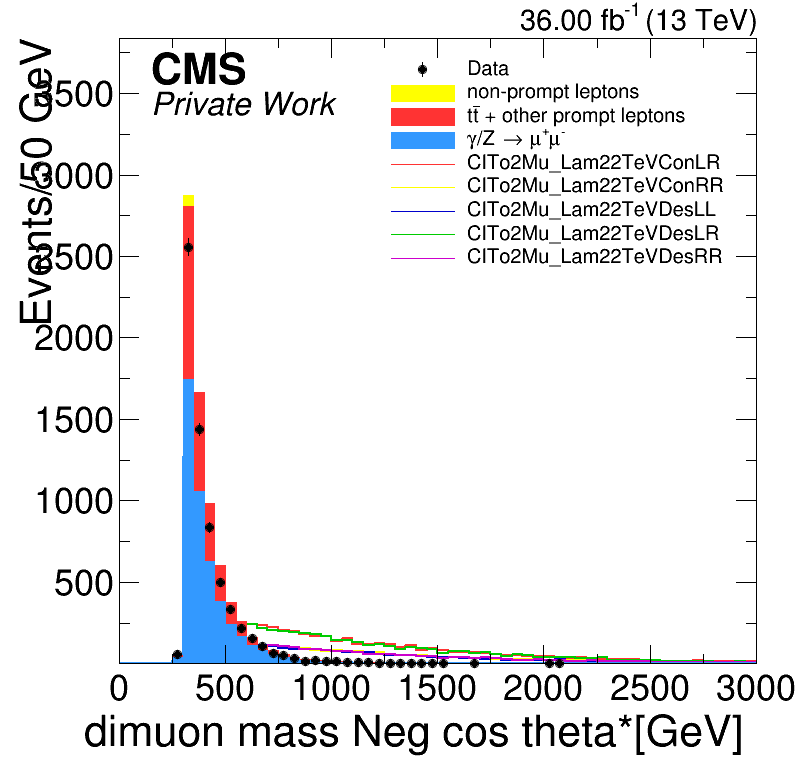 36.00 fb⁻¹ (13 TeV)
CMS
Private Work
Data
non-prompt leptons
tt̄ + other prompt leptons
γ/Z → μ⁺μ⁻
CITo2Mu_Lam22TeVConLR
CITo2Mu_Lam22TeVConRR
CITo2Mu_Lam22TeVDesLL
CITo2Mu_Lam22TeVDesLR
CITo2Mu_Lam22TeVDesRR
Events/50 GeV
3500
3000
2500
2000
1500
1000
500
0 500 1000 1500 2000 2500 3000
dimuon mass Neg cos theta*[GeV]